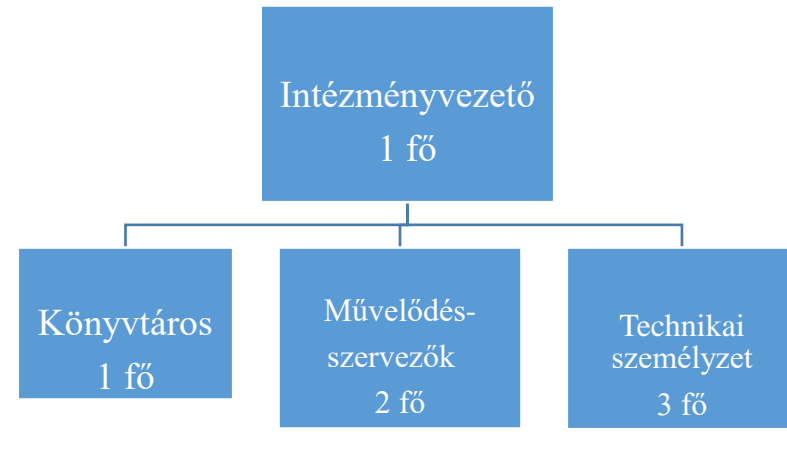 Intézményvezető
1 fő
Könyvtáros
1 fő
Művelődés-
szervezők
2 fő
Technikai
személyzet
3 fő